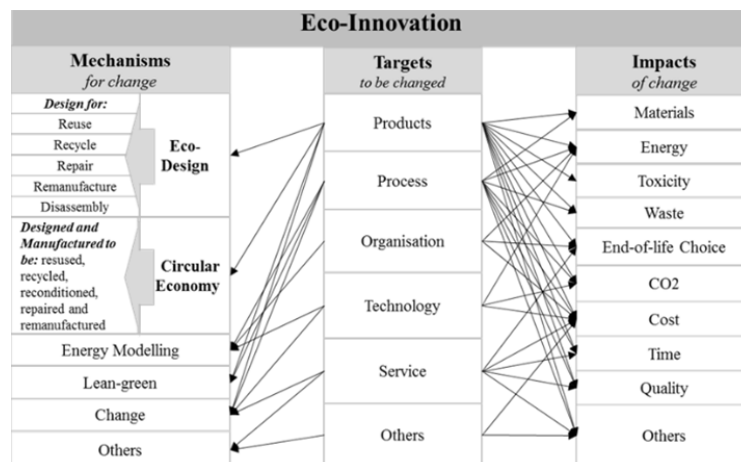 Eco-Innovation
Mechanisms
for change
Design for:
Reuse
Recycle
Repair
Remanufacture
Disassembly
Eco-
Design
Designed and
Manufactured to
be: resused,
recycled,
reconditioned,
repaired and
remanufactured
Circular
Economy
Energy Modelling
Lean-green
Change
Others
Targets
to be changed
Products
Process
Organisation
Technology
Service
Others
Impacts
of change
Materials
Energy
Toxicity
Waste
End-of-life Choice
CO2
Cost
Time
Quality
Others